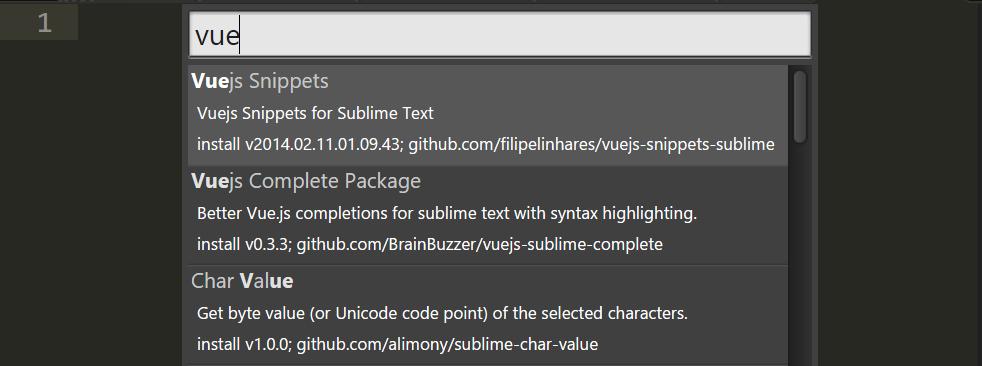 1
vue
Vuejs Snippets
Vuejs Snippets for Sublime Text
install v2014.02.11.01.09.43; github.com/filipelinhares/vuejs-snippets-sublime
Vuejs Complete Package
Better Vue.js completions for sublime text with syntax highlighting.
install v0.3.3; github.com/BrainBuzzer/vuejs-sublime-complete
Char Value
Get byte value (or Unicode code point) of the selected characters.
install v1.0.0; github.com/alimony/sublime-char-value